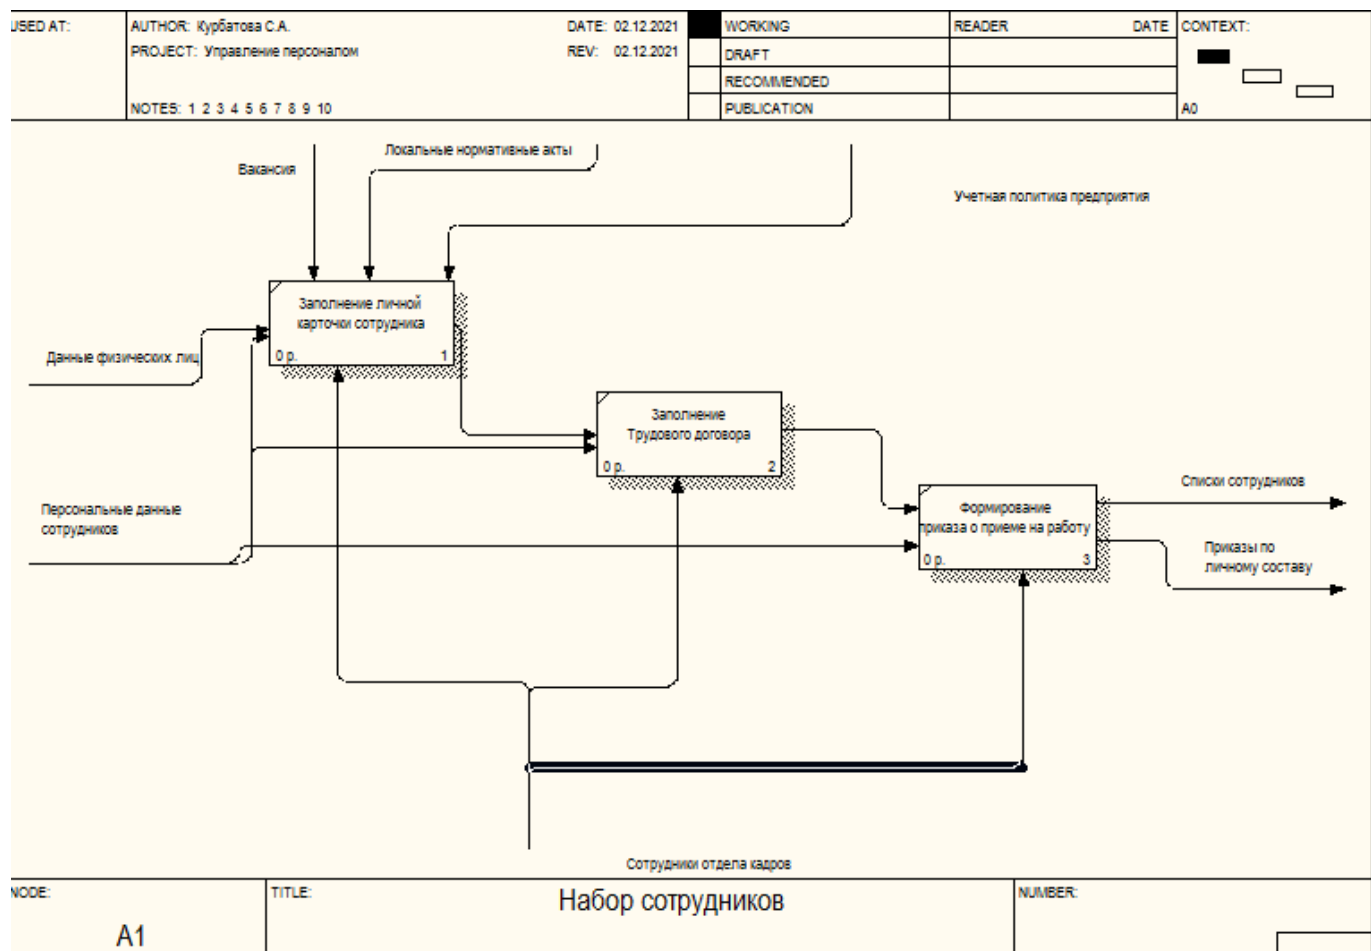 USED AT:
AUTHOR: Курбатова С.А.
DATE: 02.12.2021
PROJECT: Управление персоналом
REV: 02.12.2021
NOTES: 1 2 3 4 5 6 7 8 9 10
WORKING
DRAFT
RECOMMENDED
PUBLICATION
READER
DATE
CONTEXT:
A0
Вакансия
Локальные нормативные акты
Учетная политика предприятия
Заполнение личной
карточки сотрудника
0 р.
1
Данные физических лиц
Заполнение
Трудового договора
0 р.
2
Персональные данные
сотрудников
Формирование
приказа о приеме на работу
0 р.
3
Списки сотрудников
Приказы по
личному составу
Сотрудники отдела кадров
NODE:
A1
TITLE:
Набор сотрудников
NUMBER: